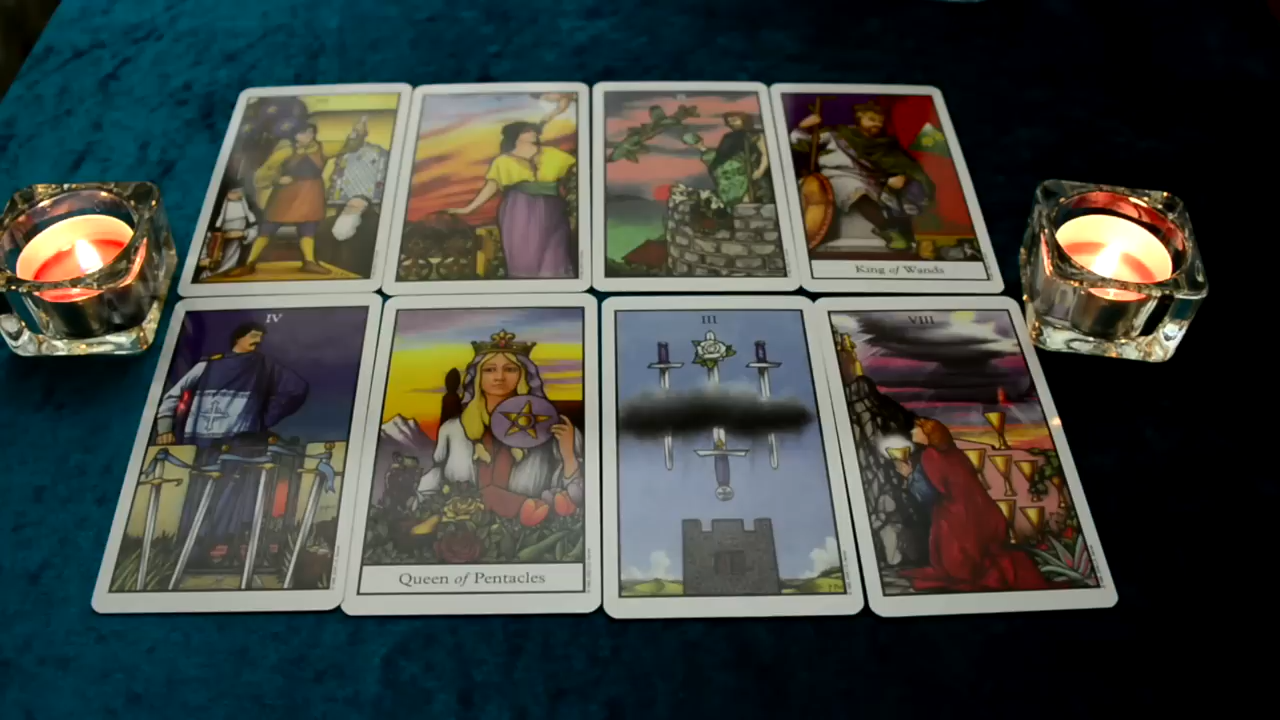 King of Wands
IV
III
VIII
Queen of Pentacles